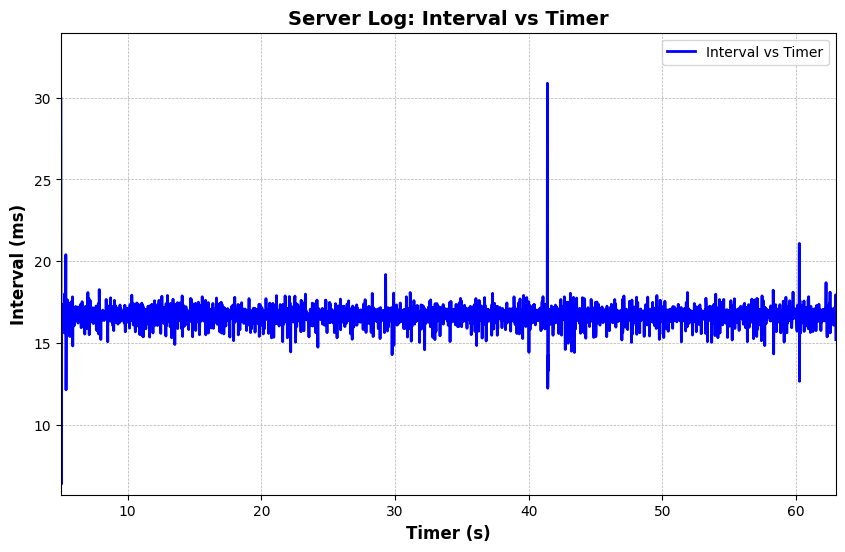 Server Log: Interval vs Timer
Interval vs Timer
30
25
20
15
10
Interval (ms)
10 20 30 40 50 60
Timer (s)